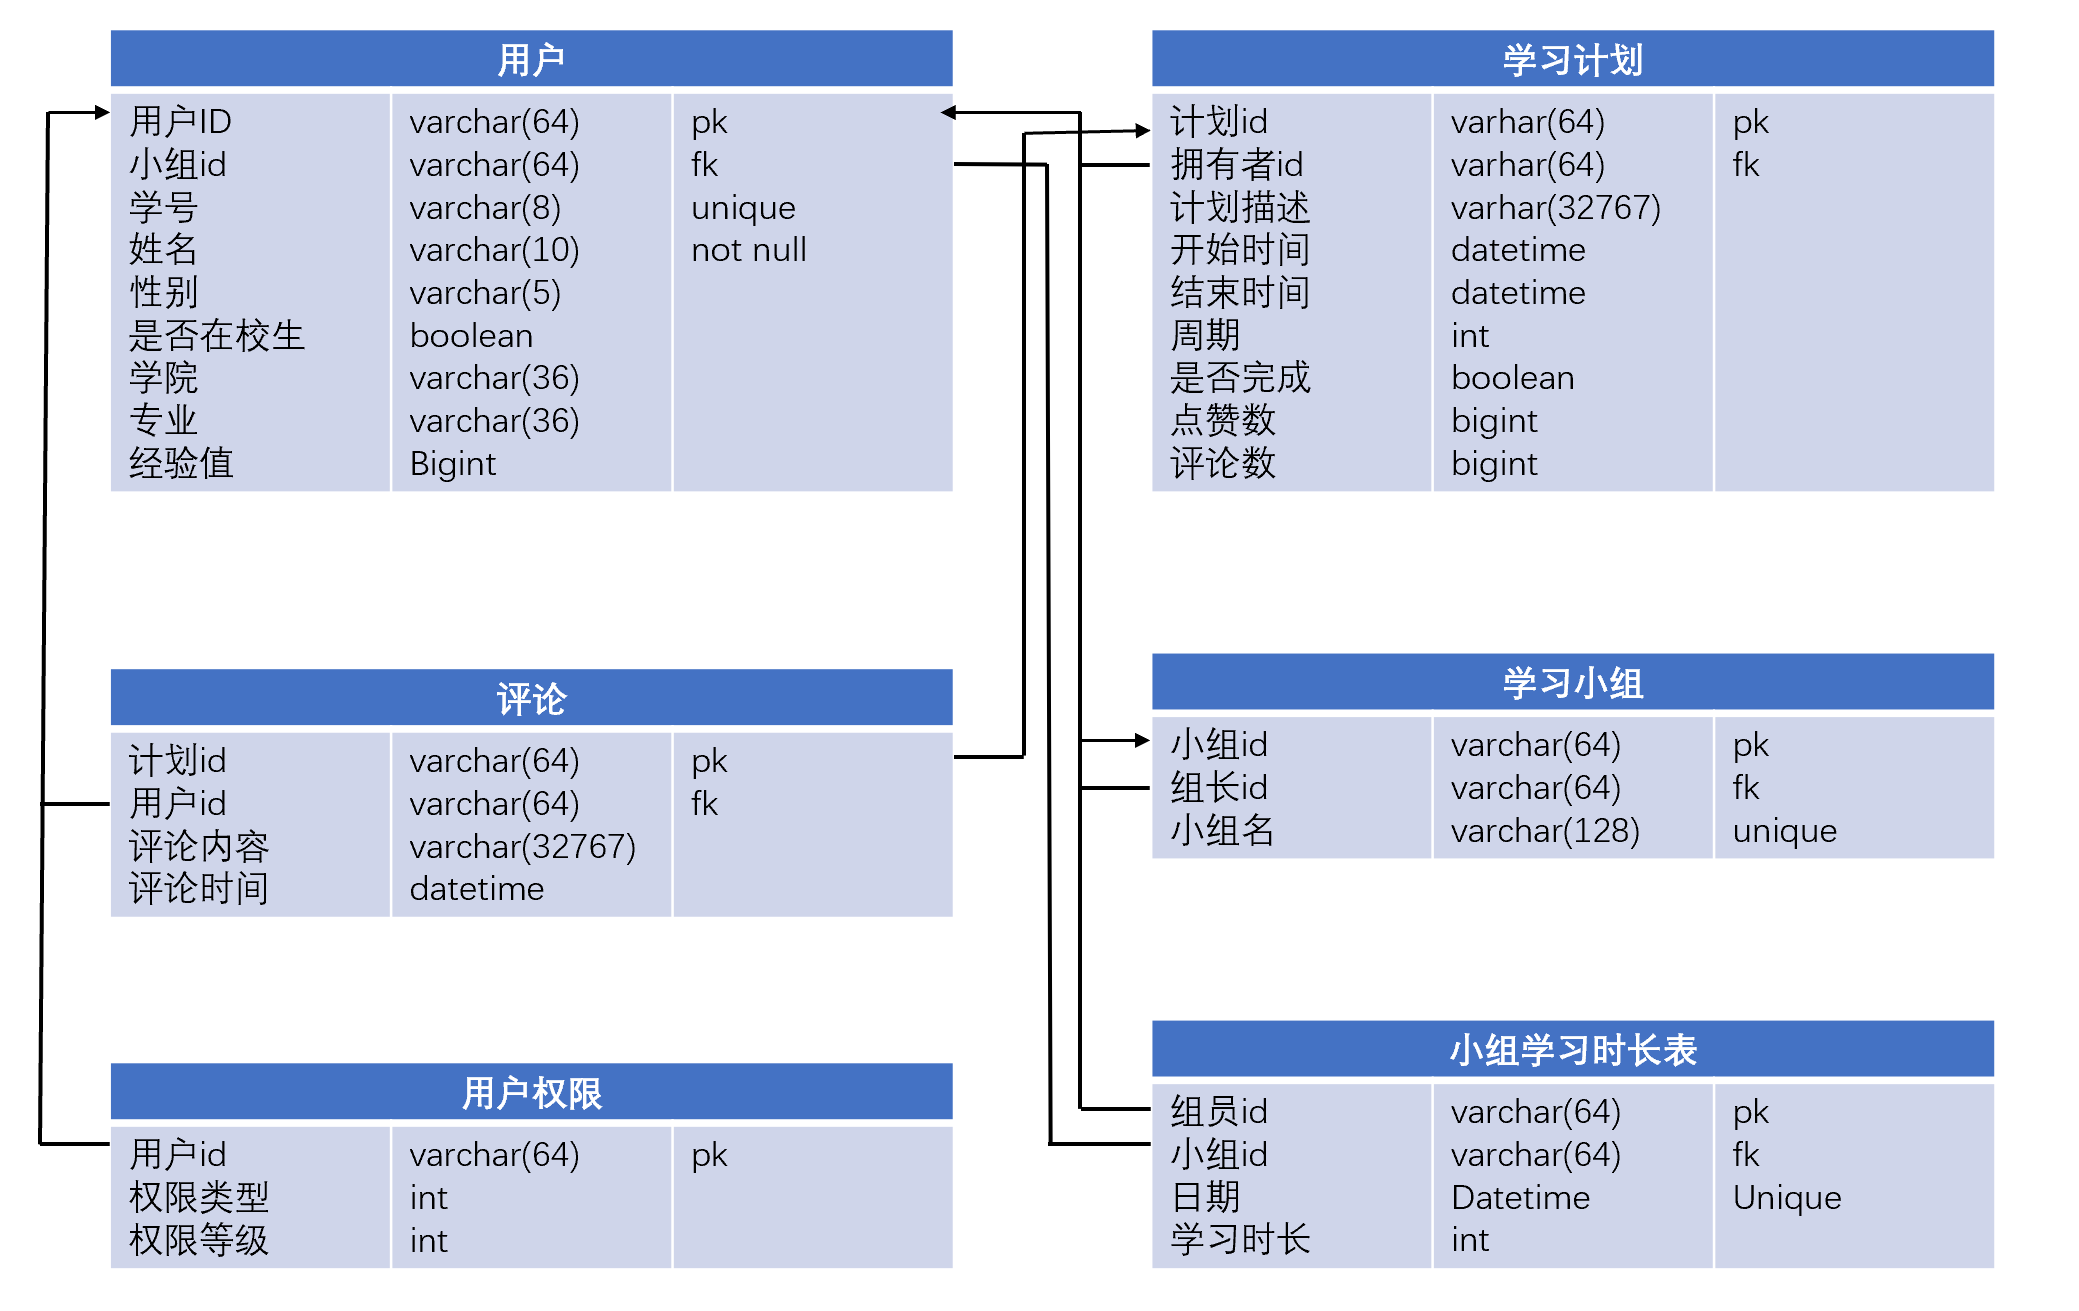 用户
用户ID varchar(64) pk
小组id varchar(64) fk
学号 varchar(8) unique
姓名 varchar(10) not null
性别 varchar(5)
是否在校生 boolean
学院 varchar(36)
专业 varchar(36)
经验值 Bigint
学习计划
计划id varhar(64) pk
拥有者id varhar(64) fk
计划描述 varhar(32767)
开始时间 datetime
结束时间 datetime
周期 int
是否完成 boolean
点赞数 bigint
评论数 bigint
评论
计划id varchar(64) pk
用户id varchar(64) fk
评论内容 varchar(32767)
评论时间 datetime
学习小组
小组id varchar(64) pk
组长id varchar(64) fk
小组名 varchar(128) unique
用户权限
用户id varchar(64) pk
权限类型 int
权限等级 int
小组学习时长表
组员id varchar(64) pk
小组id varchar(64) fk
日期 Datetime Unique
学习时长 int